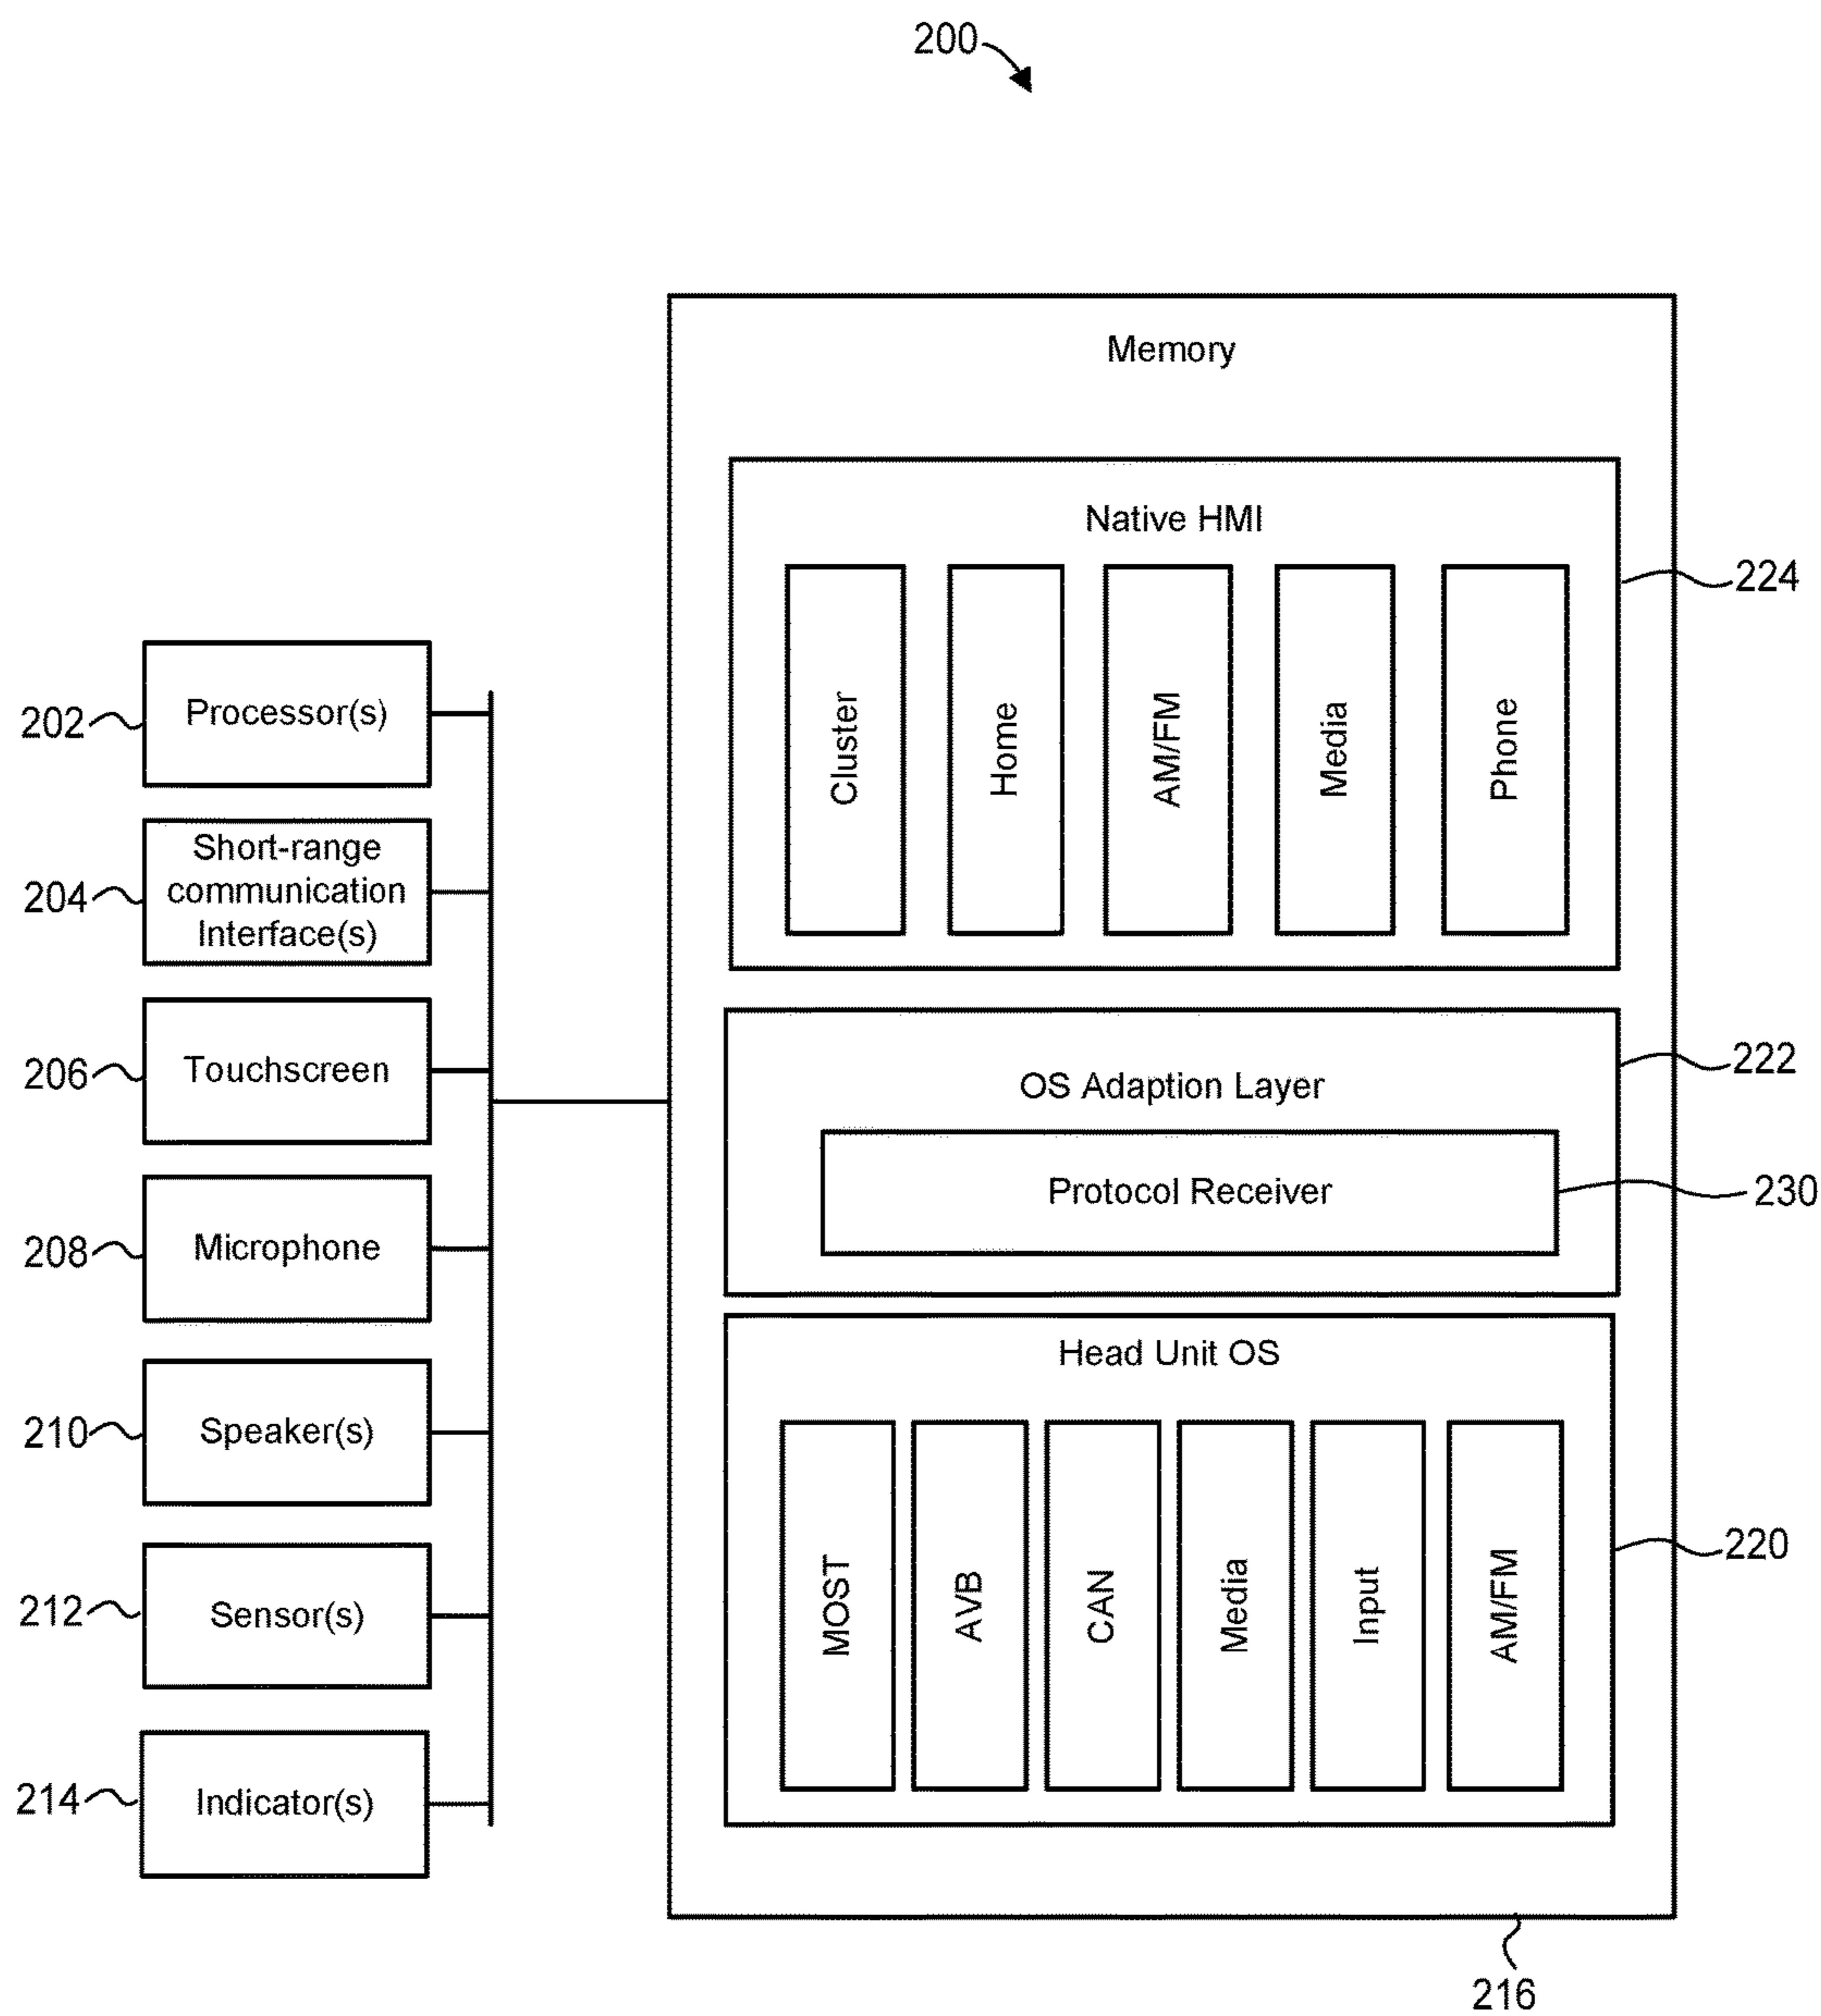 200
Memory
Native HMI
Cluster
Home
AM/FM
Media
Phone
224
202
Processor(s)
204
Short-range
communication
Interface(s)
206
Touchscreen
208
Microphone
210
Speaker(s)
212
Sensor(s)
214
Indicator(s)
OS Adaption Layer
222
Protocol Receiver
230
Head Unit OS
MOST
AVB
CAN
Media
Input
AM/FM
220
216